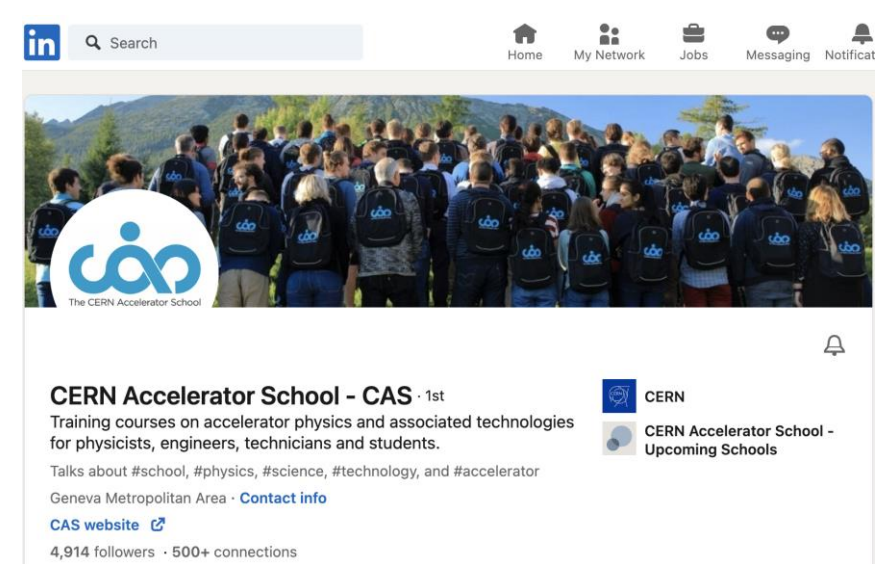 in
Search
Home
My Network
Jobs
Messaging
Notificat
The CERN Accelerator School
CERN Accelerator School - CAS · 1st
Training courses on accelerator physics and associated technologies
for physicists, engineers, technicians and students.
Talks about #school, #physics, #science, #technology, and #accelerator
Geneva Metropolitan Area · Contact info
CAS website
4,914 followers · 500+ connections
CERN
CERN Accelerator School -
Upcoming Schools